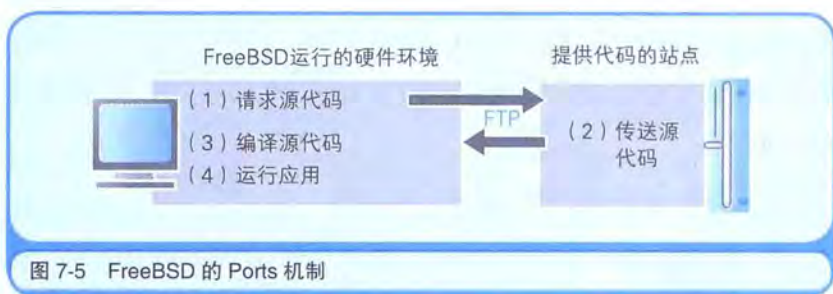 FreeBSD运行的硬件环境
提供代码的站点
(1)请求源代码
FTP
(3)编译源代码
(4)运行应用
(2)传送源
代码
图 7-5 FreeBSD 的 Ports 机制